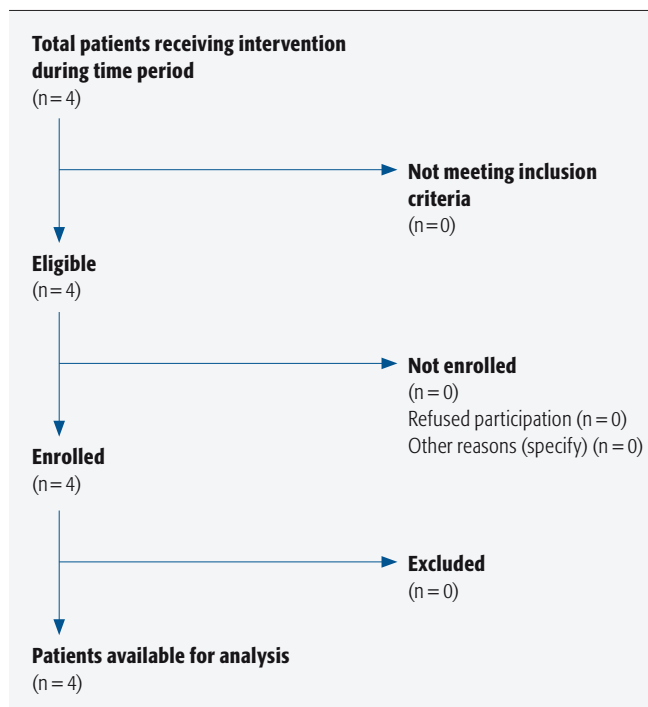 Total patients receiving intervention
during time period
(n = 4)
Not meeting inclusion
criteria
(n = 0)
Eligible
(n = 4)
Not enrolled
(n = 0)
Refused participation (n = 0)
Other reasons (specify) (n = 0)
Enrolled
(n = 4)
Excluded
(n = 0)
Patients available for analysis
(n = 4)